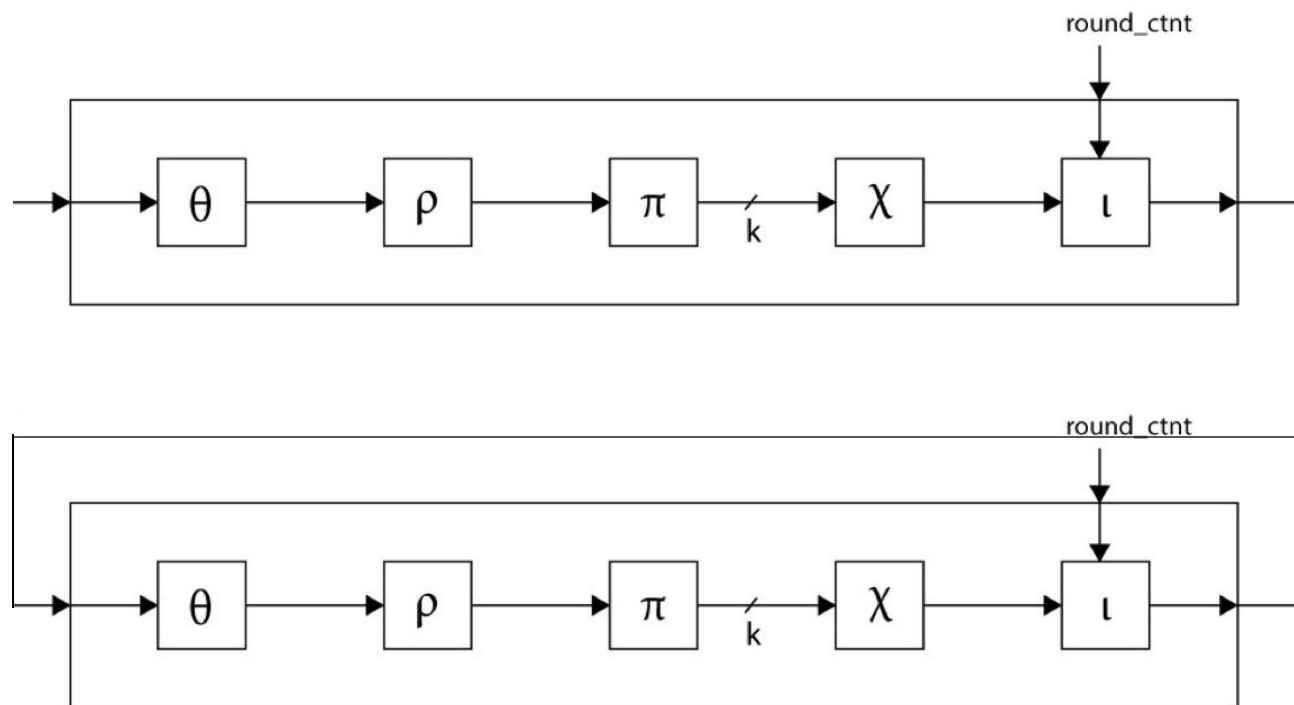 round_ctnt
θ ρ π χ ι
k
round_ctnt
θ ρ π χ ι
k